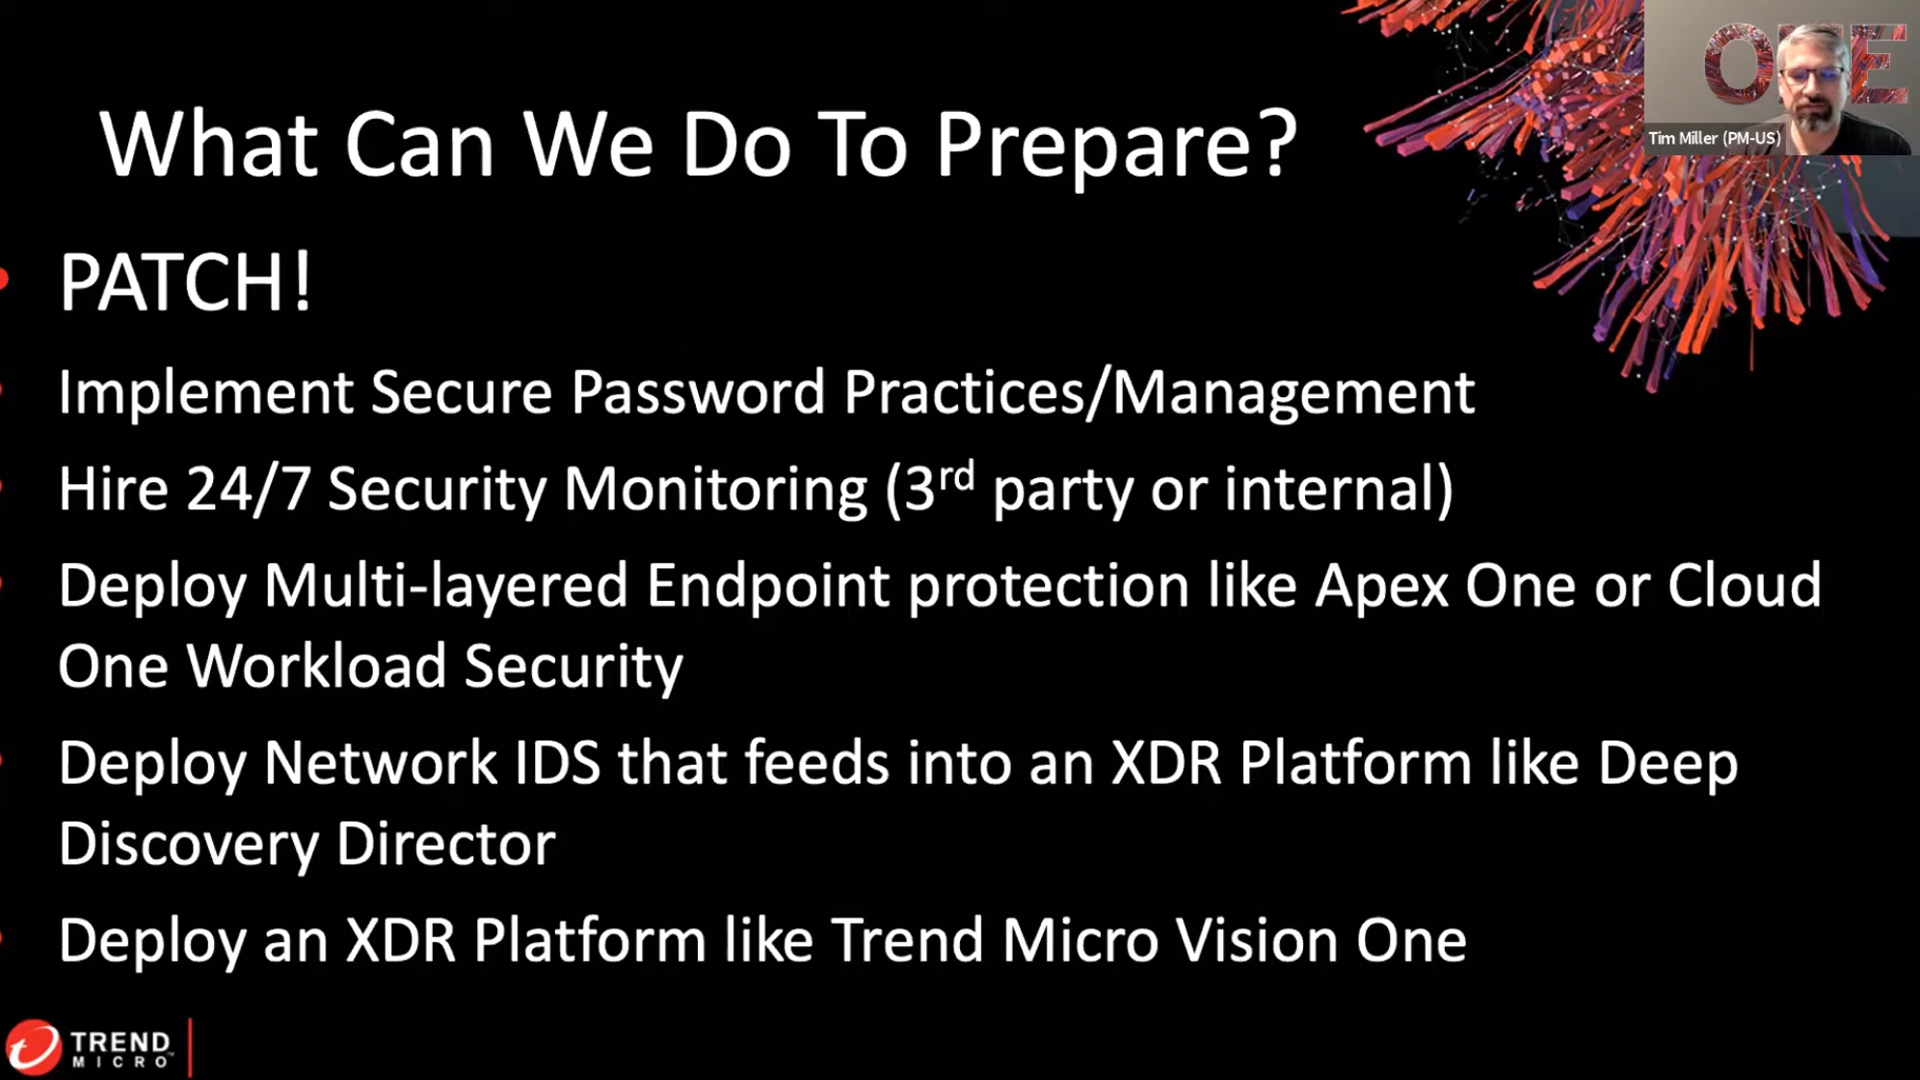 ONE
Tim Miller (PM-US)
What Can We Do To Prepare?
• PATCH!
• Implement Secure Password Practices/Management
• Hire 24/7 Security Monitoring (3rd party or internal)
• Deploy Multi-layered Endpoint protection like Apex One or Cloud
One Workload Security
• Deploy Network IDS that feeds into an XDR Platform like Deep
Discovery Director
• Deploy an XDR Platform like Trend Micro Vision One
TREND
MICRO™